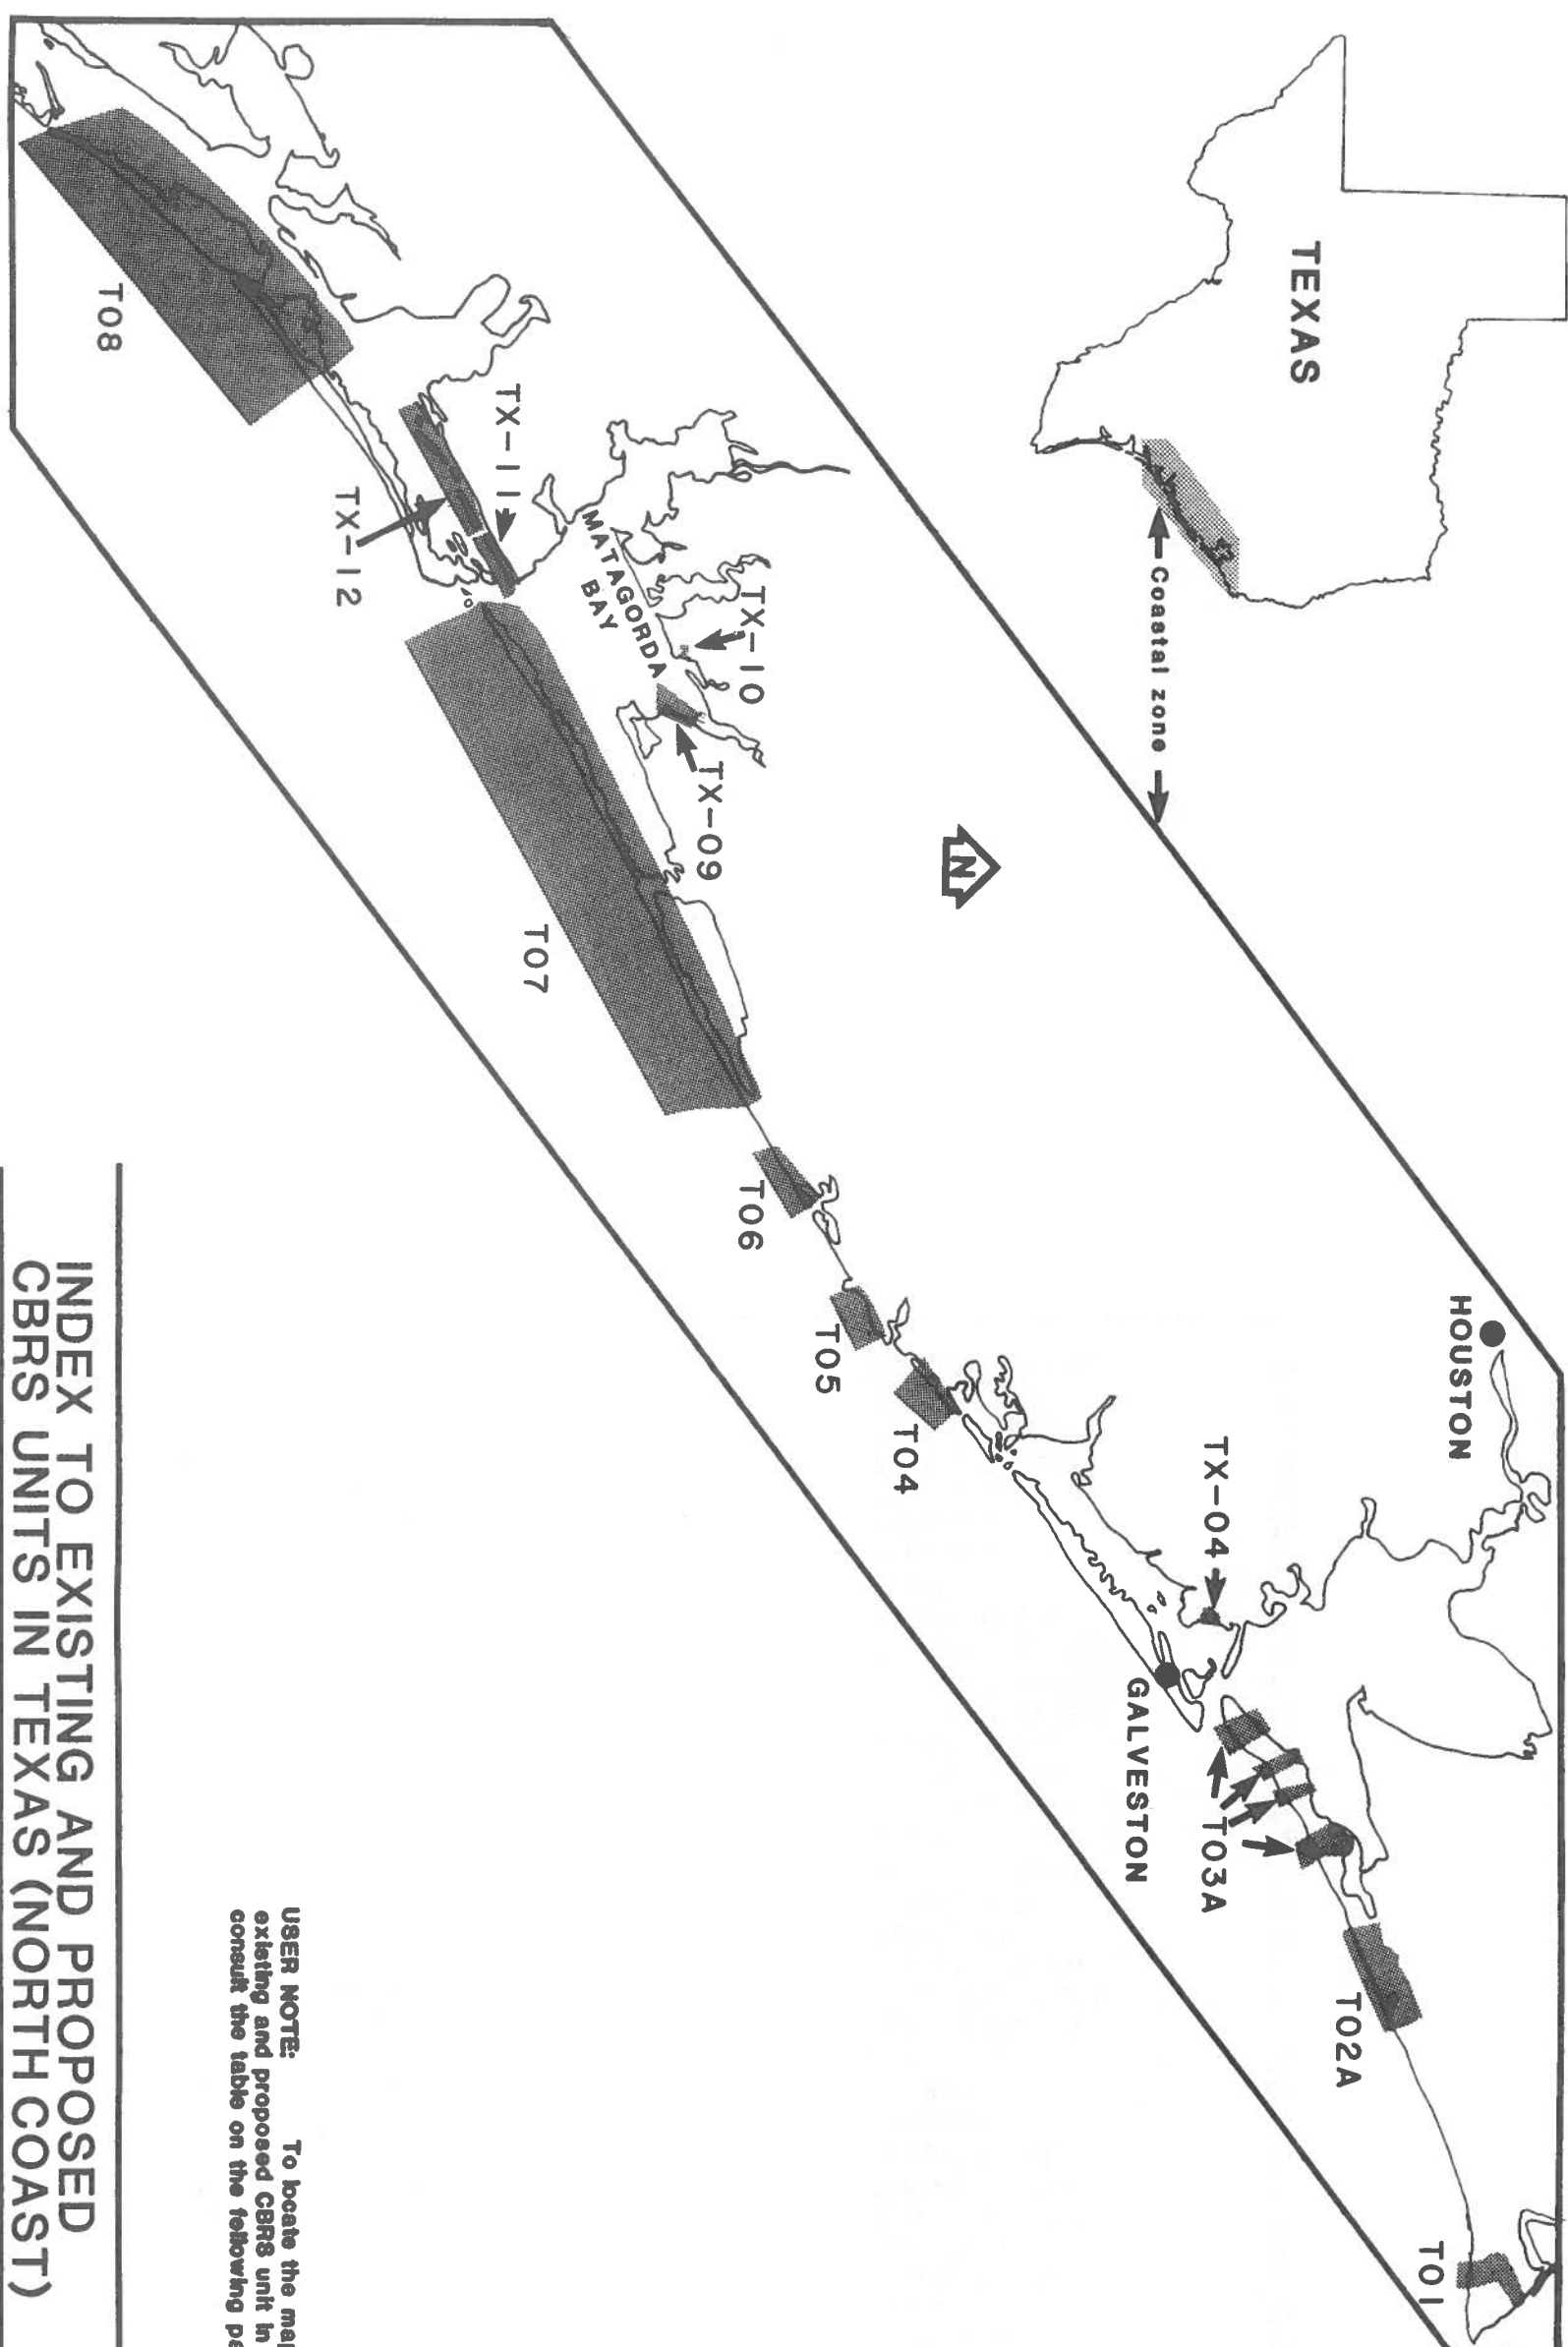 TEXAS
Coastal zone
N
HOUSTON
TX-04
GALVESTON
T01
T02A
T03A
T04
T05
T06
T07
TX-09
TX-10
MATAGORDA
BAY
TX-11
TX-12
T08
USER NOTE: To locate the
existing and proposed CBRS unit in
consult the table on the following
INDEX TO EXISTING AND PROPOSED
CBRS UNITS IN TEXAS (NORTH COAST)